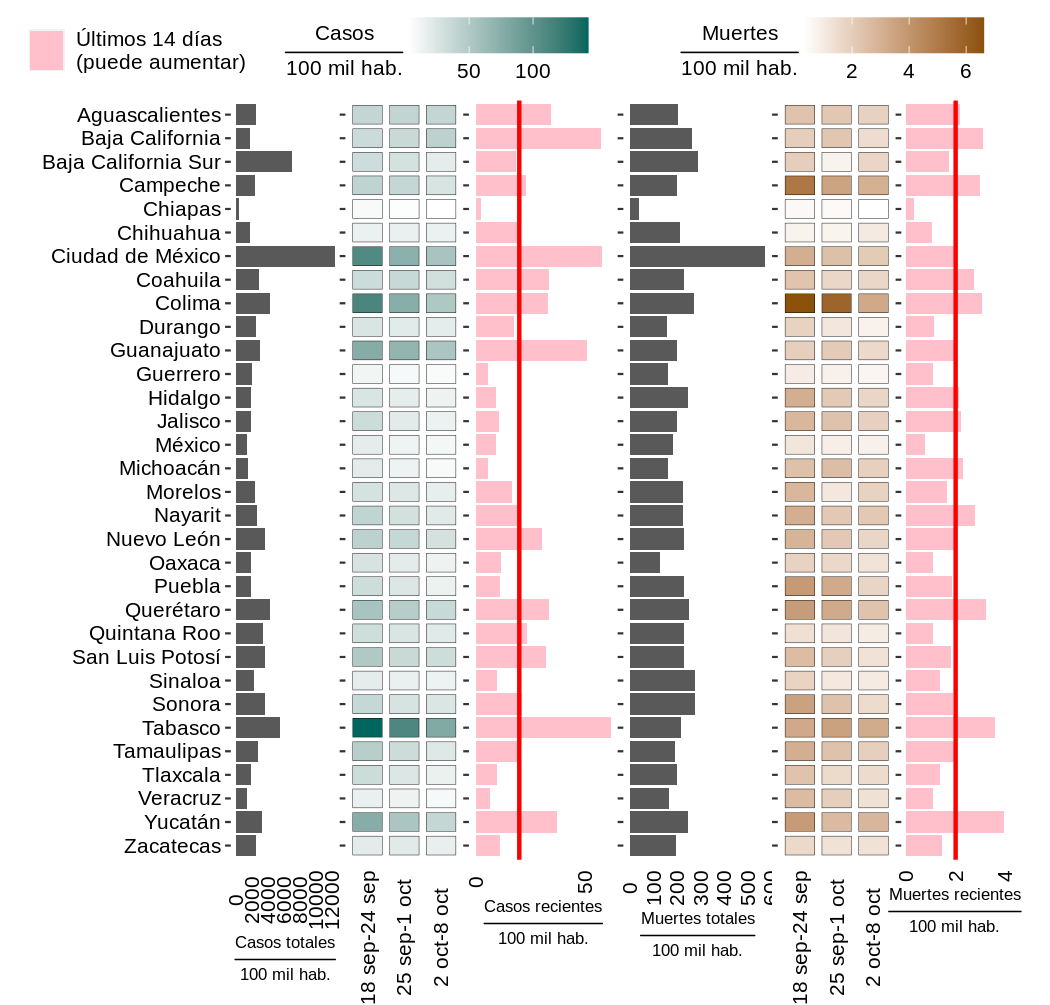 Últimos 14 días
(puede aumentar)
Casos
100 mil hab.
50 100
Muertes
100 mil hab.
2 4 6
Aguascalientes
Baja California
Baja California Sur
Campeche
Chiapas
Chihuahua
Ciudad de México
Coahuila
Colima
Durango
Guanajuato
Guerrero
Hidalgo
Jalisco
México
Michoacán
Morelos
Nayarit
Nuevo León
Oaxaca
Puebla
Querétaro
Quintana Roo
San Luis Potosí
Sinaloa
Sonora
Tabasco
Tamaulipas
Tlaxcala
Veracruz
Yucatán
Zacatecas
0 2000 4000 6000 8000 10000 12000
Casos totales
100 mil hab.
18 sep-24 sep
25 sep-1 oct
2 oct-8 oct
0 50
Casos recientes
100 mil hab.
0 100 200 300 400 500 600
Muertes totales
100 mil hab.
18 sep-24 sep
25 sep-1 oct
2 oct-8 oct
0 2 4
Muertes recientes
100 mil hab.